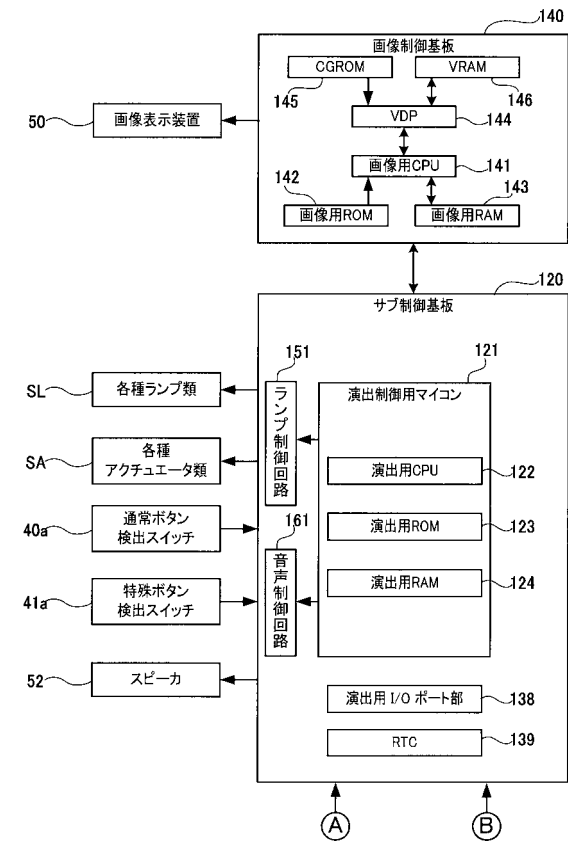 140
画像制御基板
CGROM
VRAM
145
146
50
画像表示装置
VDP
144
142
画像用CPU
141
143
画像用ROM
画像用RAM
120
サブ制御基板
151
121
SL
各種ランプ類
ランプ制御回路
演出制御用マイコン
SA
各種
アクチュエータ類
演出用CPU
122
40a
通常ボタン
検出スイッチ
161
演出用ROM
123
41a
特殊ボタン
検出スイッチ
音声制御回路
演出用RAM
124
52
スピーカ
演出用I/Oポート部
138
RTC
139
A
B